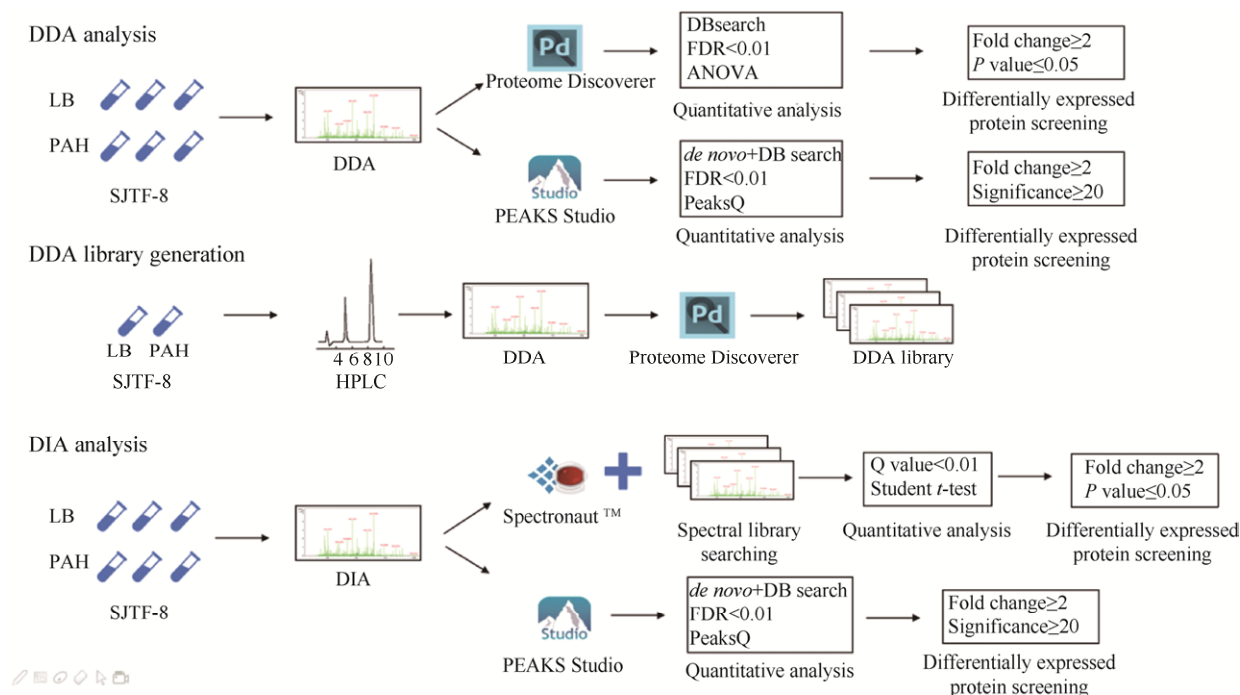 DDA analysis
LB
PAH
SJTF-8
DDA
Pd
Proteome Discoverer
DBsearch
FDR<0.01
ANOVA
Quantitative analysis
Fold change≥2
P value≤0.05
Differentially expressed
protein screening
Studio
PEAKS Studio
de novo+DB search
FDR<0.01
PeaksQ
Quantitative analysis
Fold change≥2
Significance≥20
Differentially expressed
protein screening
DDA library generation
LB PAH
SJTF-8
4 6 8 10
HPLC
DDA
Pd
Proteome Discoverer
DDA library
DIA analysis
LB
PAH
SJTF-8
DIA
Spectronaut TM
Spectral library
searching
Q value<0.01
Student t-test
Quantitative analysis
Fold change≥2
P value≤0.05
Differentially expressed
protein screening
Studio
PEAKS Studio
de novo+DB search
FDR<0.01
PeaksQ
Quantitative analysis
Fold change≥2
Significance≥20
Differentially expressed
protein screening